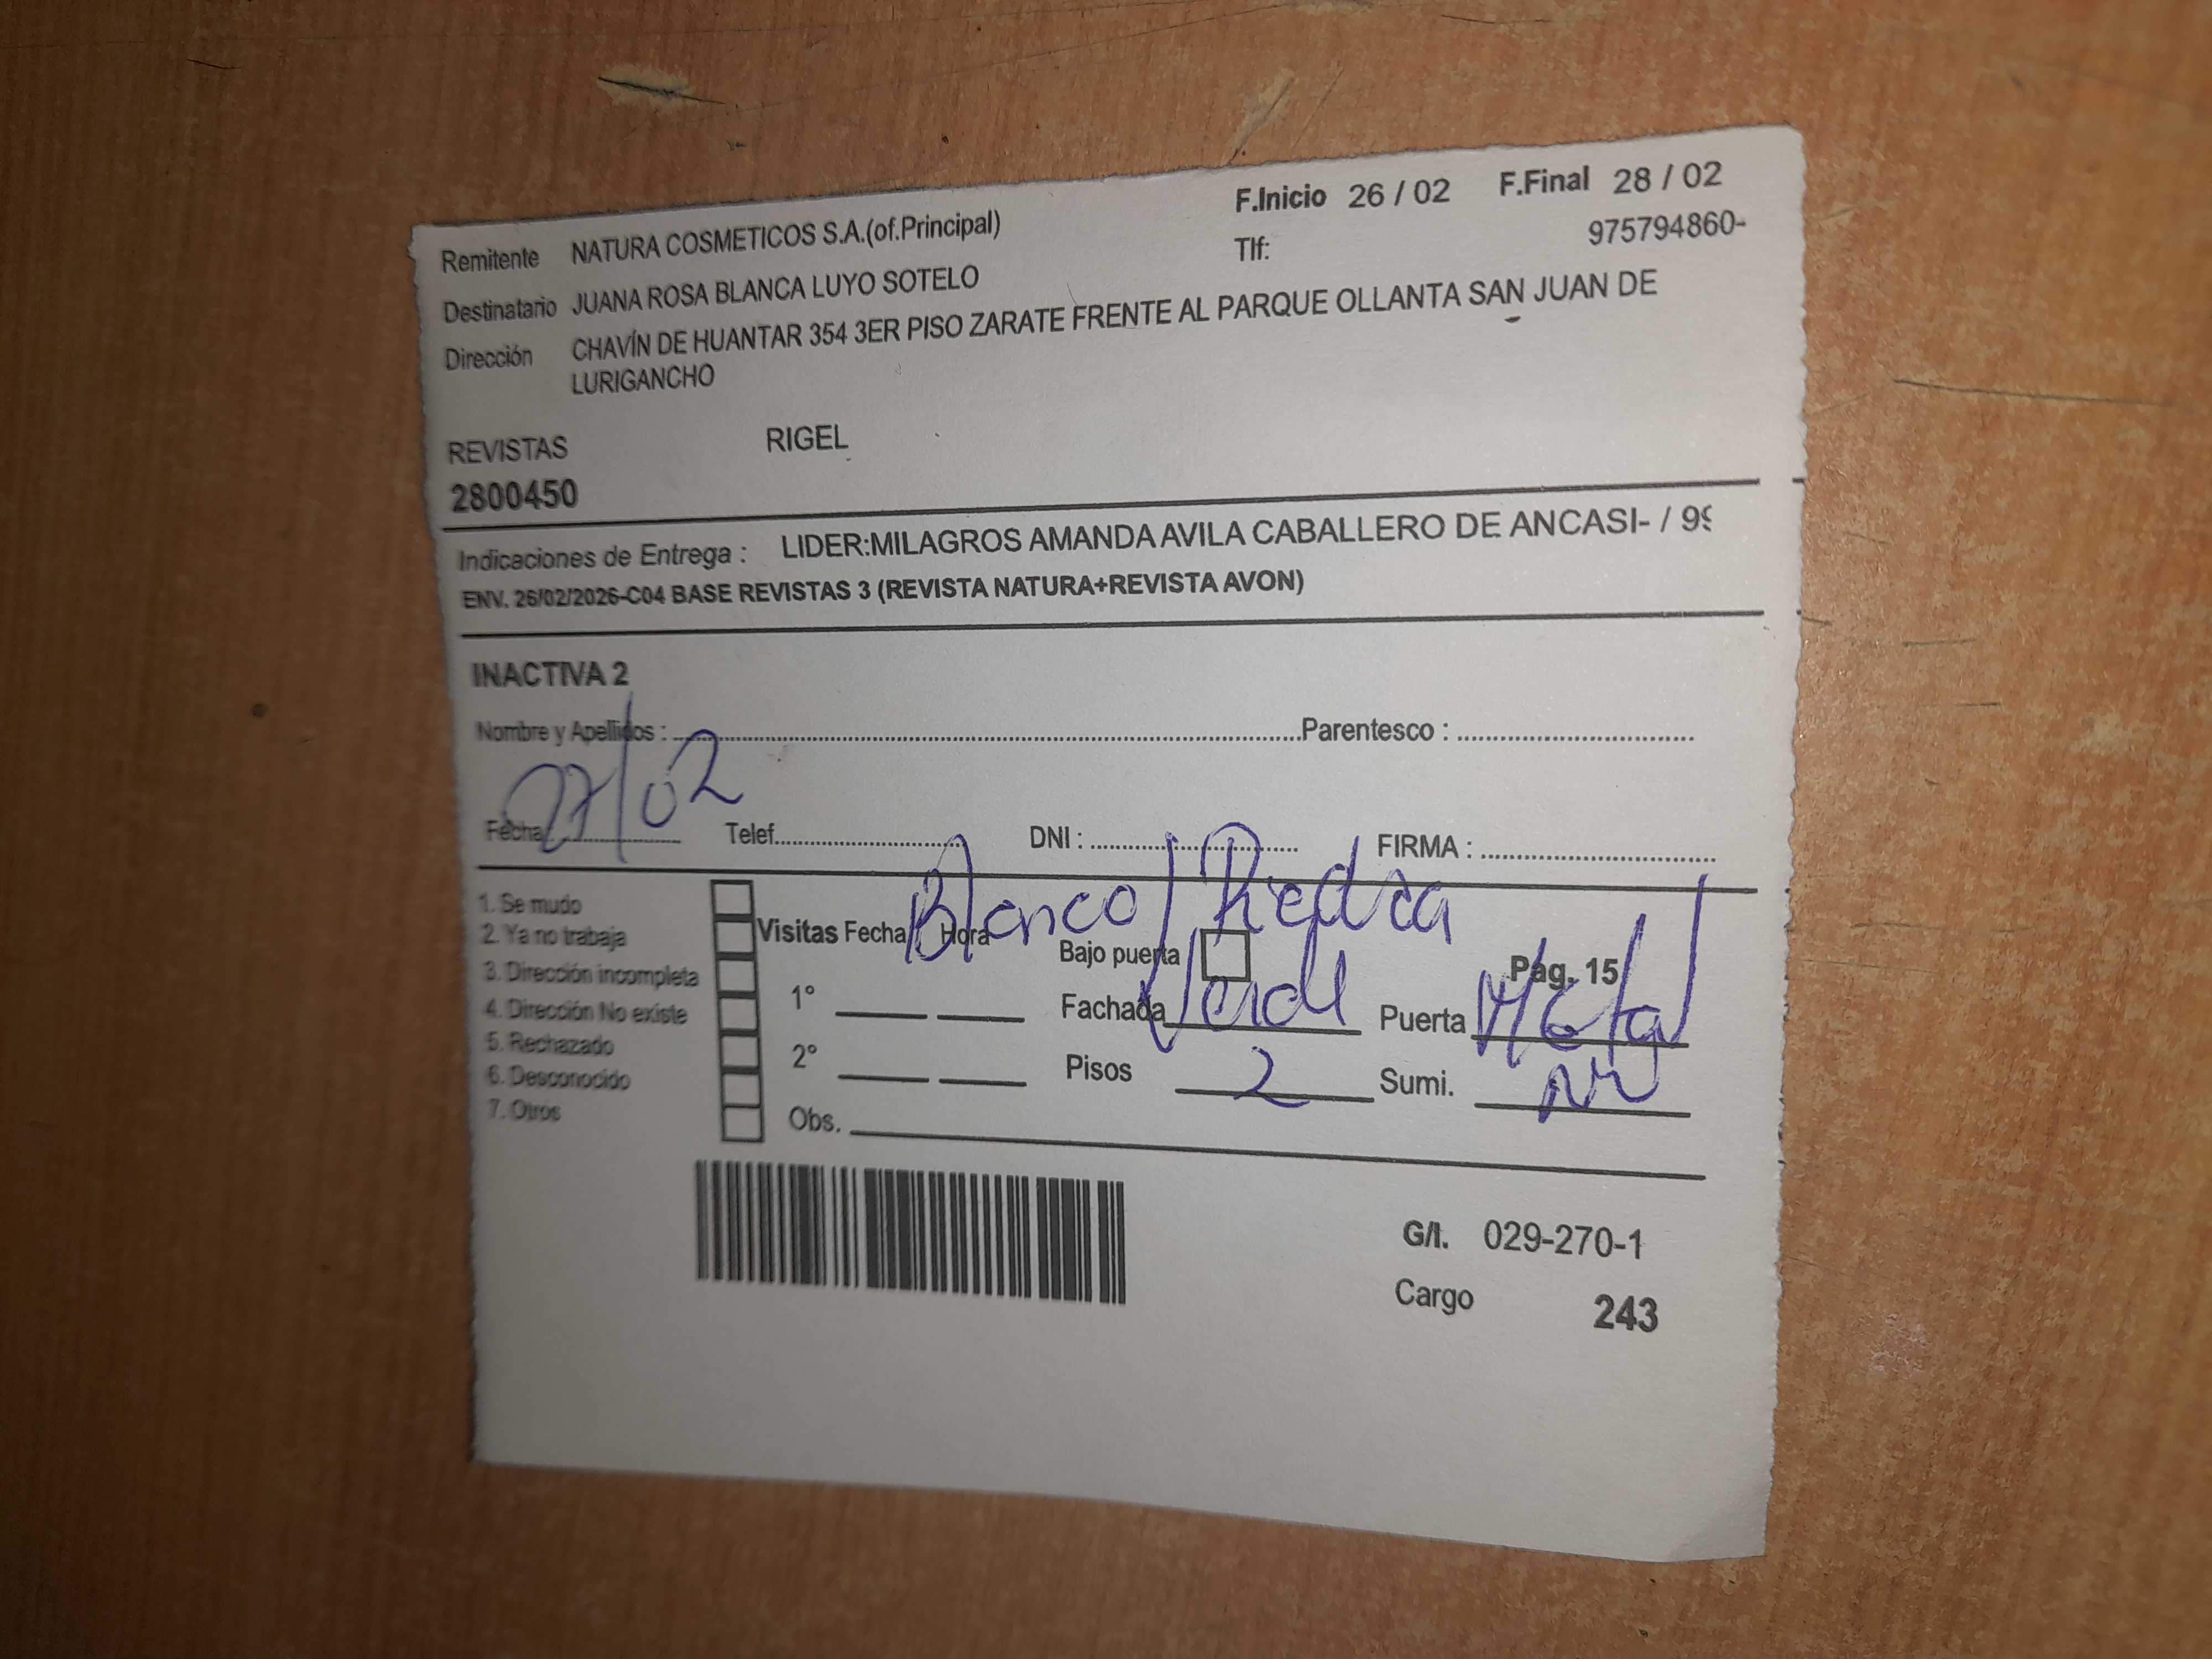 F.Inicio 26 / 02 F.Final 28 / 02
Remitente NATURA COSMETICOS S.A.(of.Principal) Tlf: 975794860-
Destinatario JUANA ROSA BLANCA LUYO SOTELO
Dirección CHAVÍN DE HUANTAR 354 3ER PISO ZARATE FRENTE AL PARQUE OLLANTA SAN JUAN DE
LURIGANCHO
REVISTAS RIGEL
2800450
Indicaciones de Entrega : LIDER:MILAGROS AMANDA AVILA CABALLERO DE ANCASI- / 99
ENV. 26/02/2026-C04 BASE REVISTAS 3 (REVISTA NATURA+REVISTA AVON)
INACTIVA 2
Nombre y Apellidos : Parentesco :
27/02
Fecha Telef. DNI : FIRMA :
Blanco/Piedra
1. Se mudo
2. Ya no trabaja Visitas Fecha Hora Bajo puerta Pag. 15
3. Dirección incompleta 1° Fachada Verde Puerta Metal
4. Dirección No existe
5. Rechazado 2° Pisos 2 Sumi.
6. Desconocido
7. Otros Obs.
G/I. 029-270-1
Cargo 243